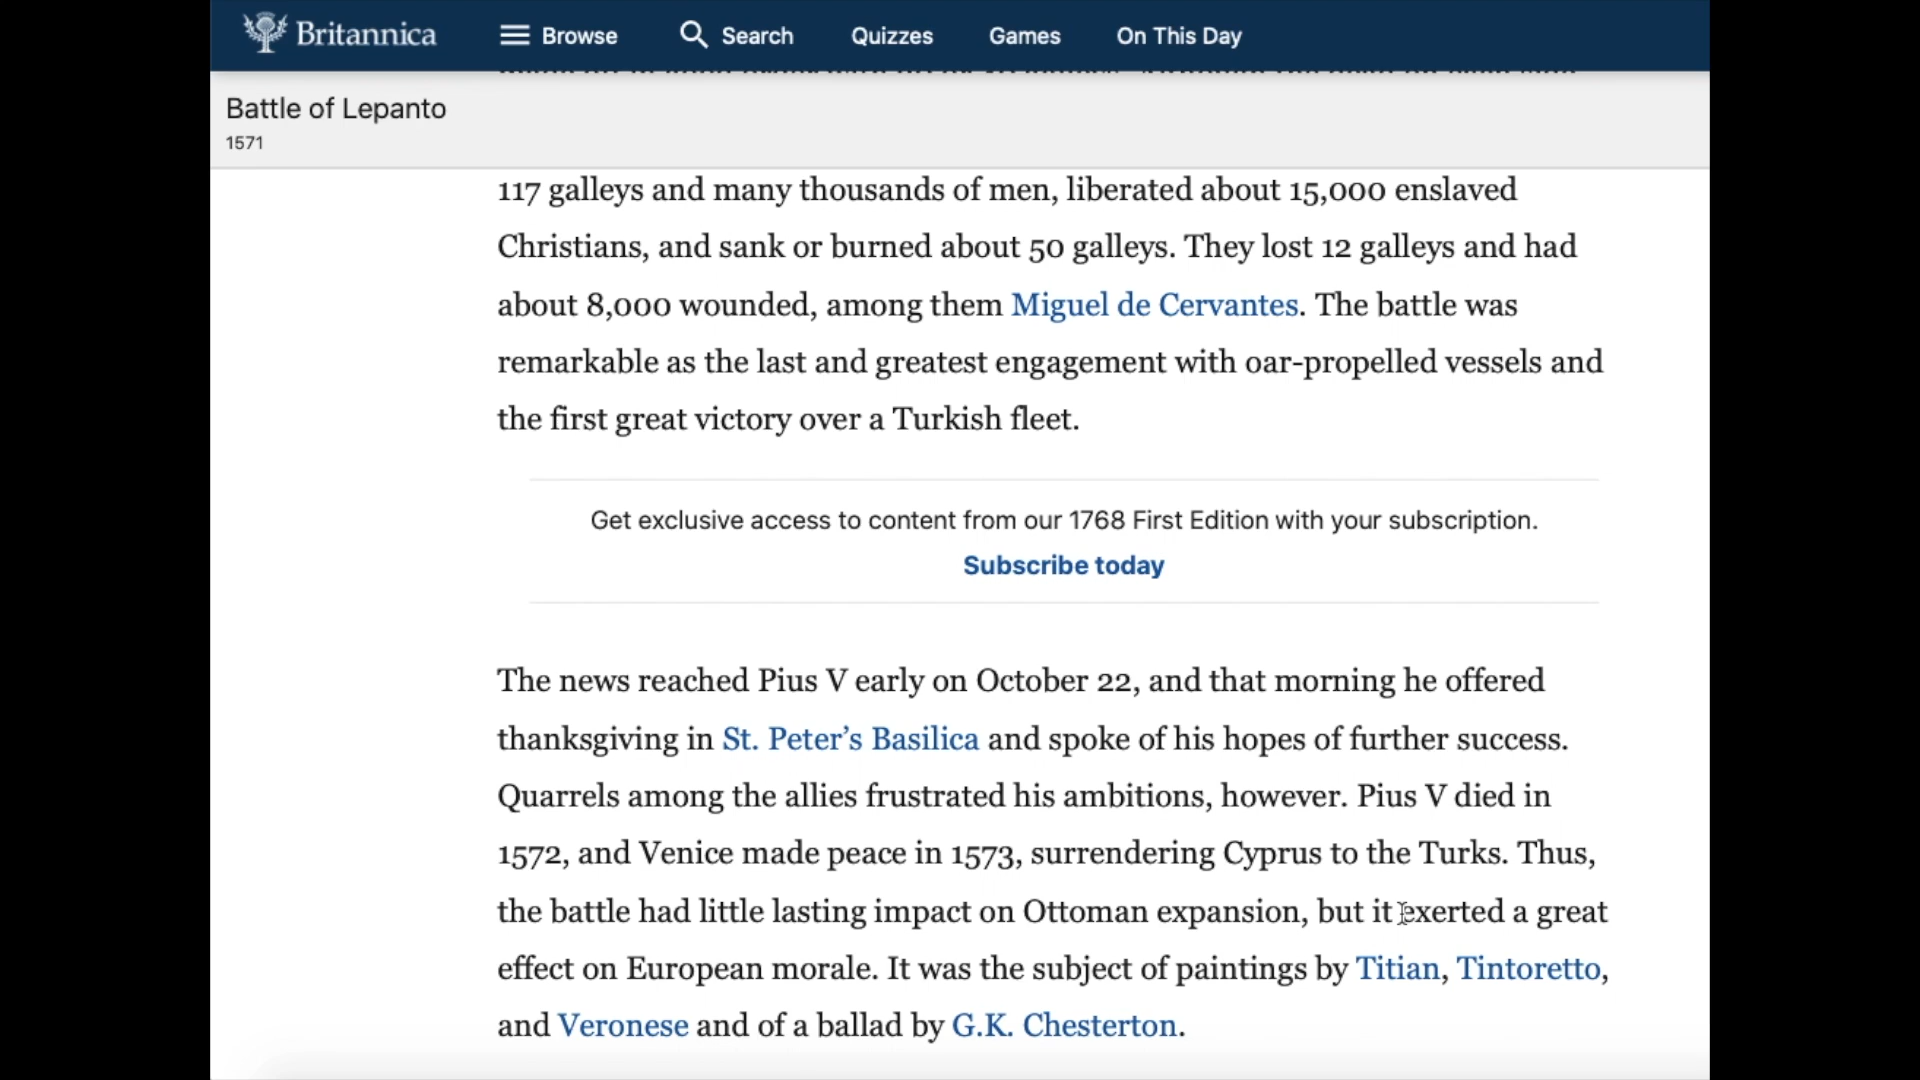 Britannica
Browse
Search
Quizzes
Games
On This Day
Battle of Lepanto
1571
117 galleys and many thousands of men, liberated about 15,000 enslaved
Christians, and sank or burned about 50 galleys. They lost 12 galleys and had
about 8,000 wounded, among them Miguel de Cervantes. The battle was
remarkable as the last and greatest engagement with oar-propelled vessels and
the first great victory over a Turkish fleet.
Get exclusive access to content from our 1768 First Edition with your subscription.
Subscribe today
The news reached Pius V early on October 22, and that morning he offered
thanksgiving in St. Peter’s Basilica and spoke of his hopes of further success.
Quarrels among the allies frustrated his ambitions, however. Pius V died in
1572, and Venice made peace in 1573, surrendering Cyprus to the Turks. Thus,
the battle had little lasting impact on Ottoman expansion, but it exerted a great
effect on European morale. It was the subject of paintings by Titian, Tintoretto,
and Veronese and of a ballad by G.K. Chesterton.